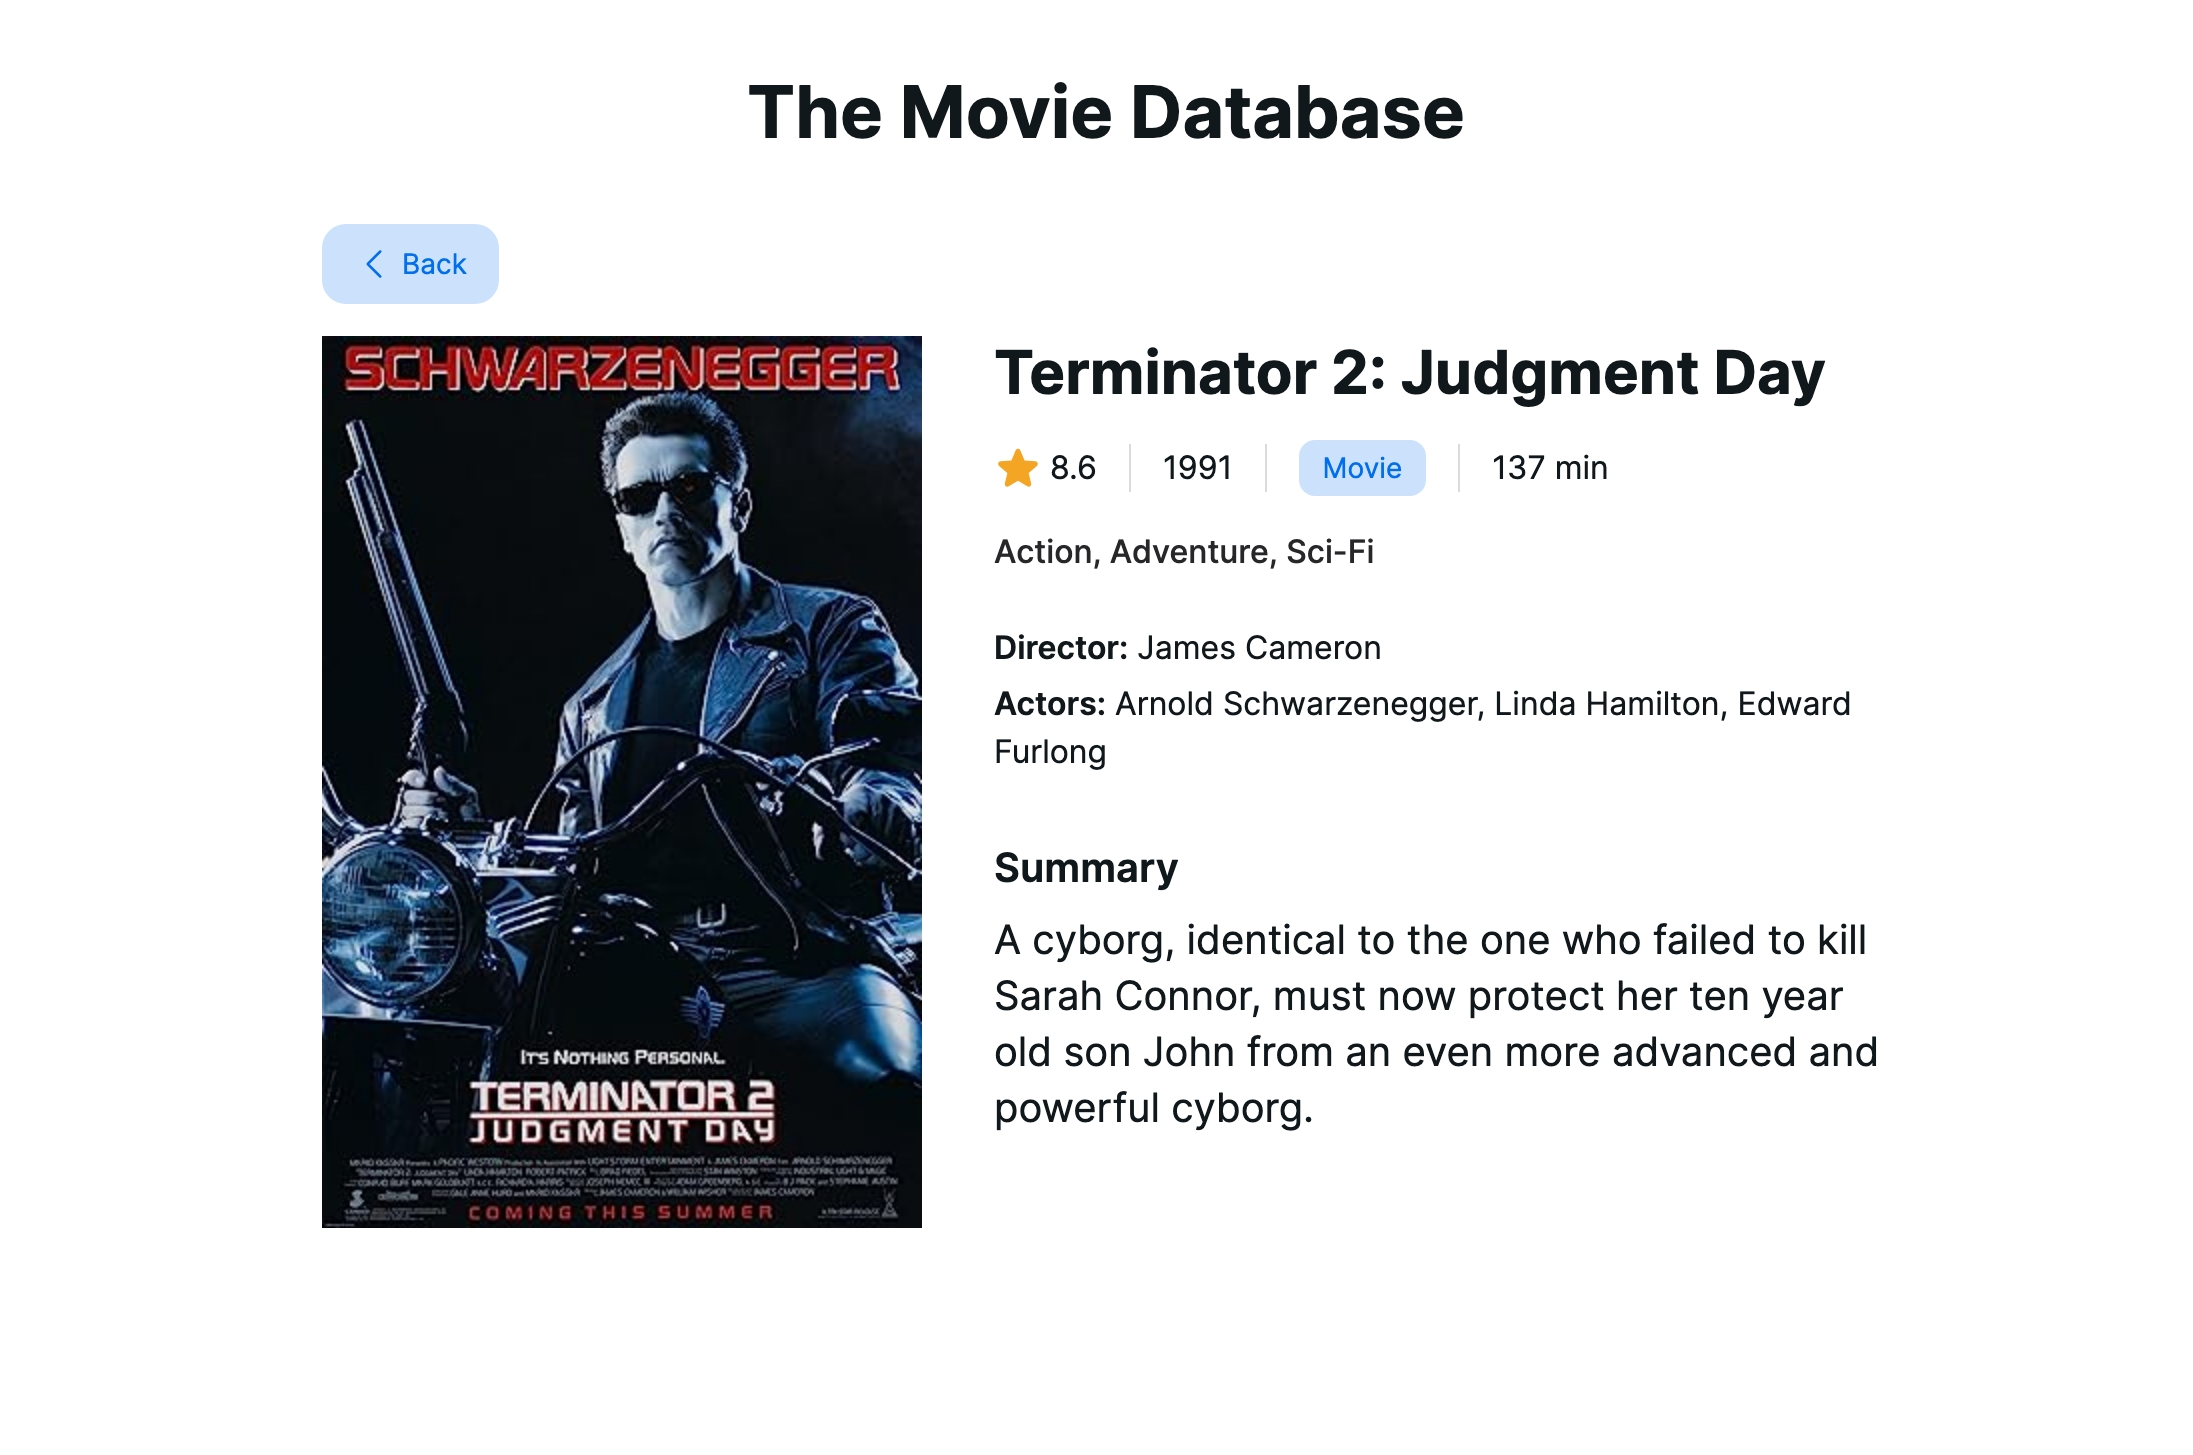 The Movie Database
Back
SCHWARZENEGGER
IT'S NOTHING PERSONAL.
TERMINATOR 2
JUDGMENT DAY
COMING THIS SUMMER
Terminator 2: Judgment Day
8.6
1991
Movie
137 min
Action, Adventure, Sci-Fi
Director: James Cameron
Actors: Arnold Schwarzenegger, Linda Hamilton, Edward
Furlong
Summary
A cyborg, identical to the one who failed to kill
Sarah Connor, must now protect her ten year
old son John from an even more advanced and
powerful cyborg.